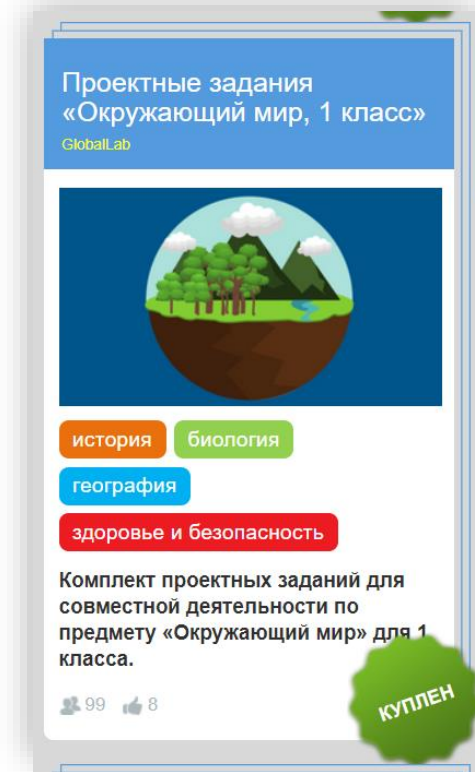 Проектные задания
«Окружающий мир, 1 класс»
GlobalLab
история
биология
география
здоровье и безопасность
Комплект проектных заданий для
совместной деятельности по
предмету «Окружающий мир» для 1
класса.
99
8
КУПЛЕН